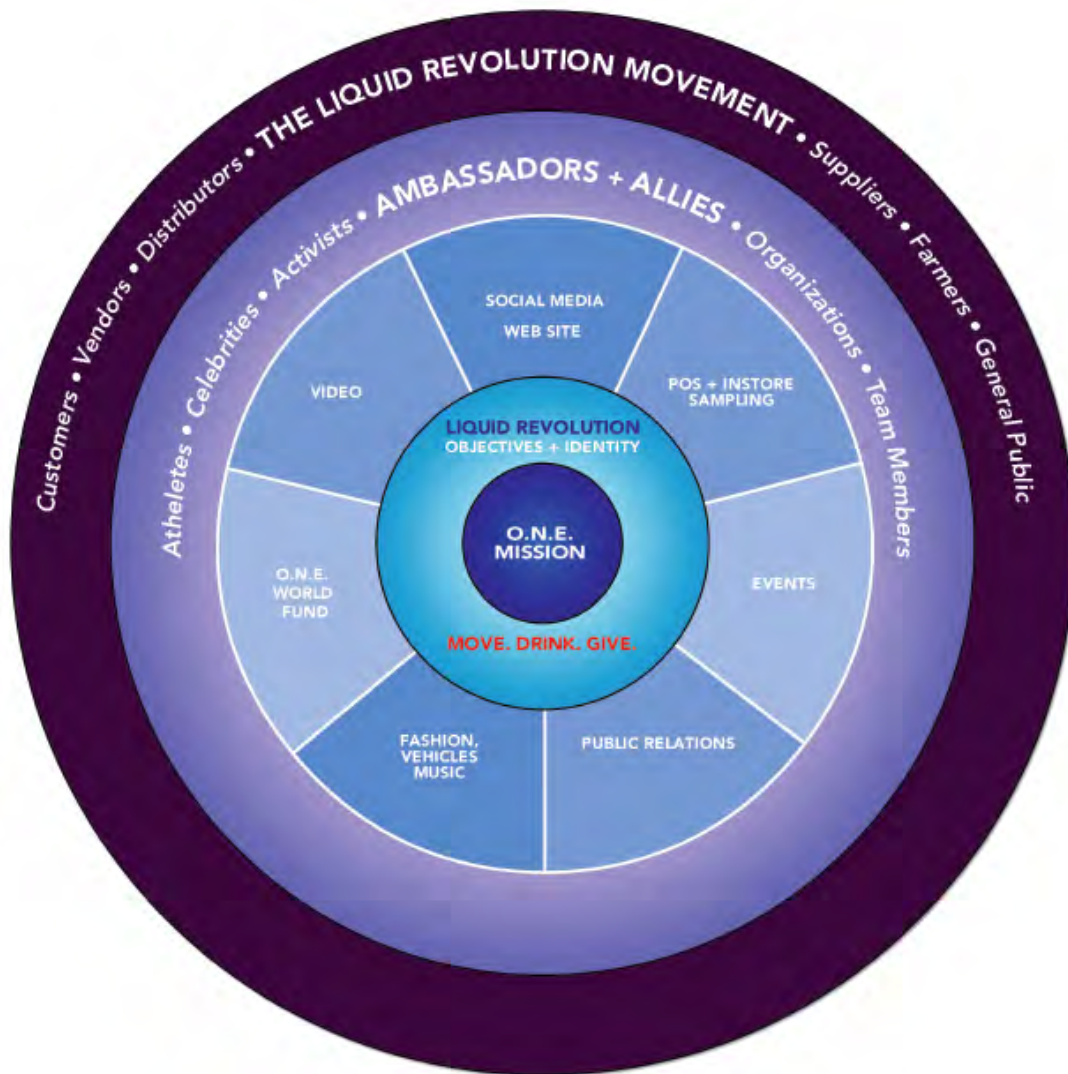 Customers • Vendors • Distributors • THE LIQUID REVOLUTION MOVEMENT • Suppliers • Farmers • General Public
Atheletes • Celebrities • Activists • AMBASSADORS + ALLIES • Organizations • Team Members
SOCIAL MEDIA
WEB SITE
VIDEO
POS + INSTORE
SAMPLING
LIQUID REVOLUTION
OBJECTIVES + IDENTITY
O.N.E.
MISSION
MOVE. DRINK. GIVE.
O.N.E.
WORLD
FUND
EVENTS
FASHION,
VEHICLES
MUSIC
PUBLIC RELATIONS